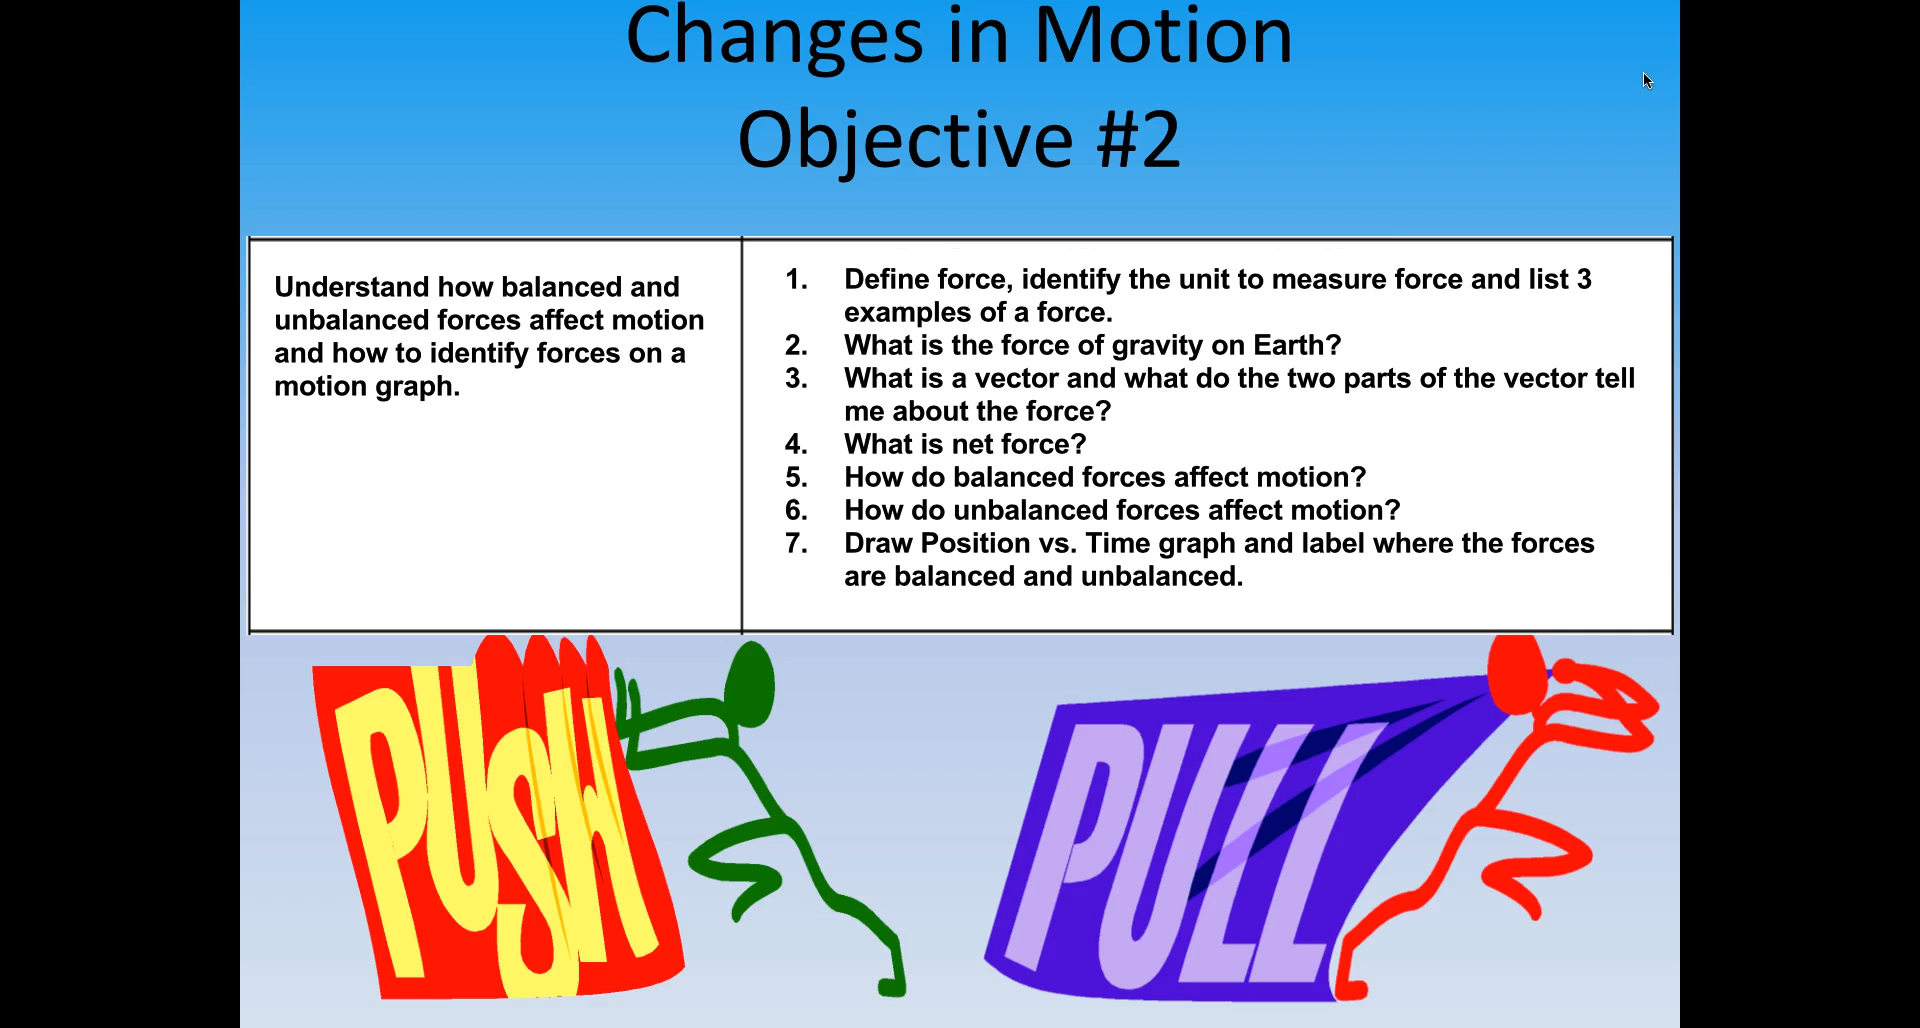 Changes in Motion
Objective #2
Understand how balanced and
unbalanced forces affect motion
and how to identify forces on a
motion graph.
1. Define force, identify the unit to measure force and list 3
examples of a force.
2. What is the force of gravity on Earth?
3. What is a vector and what do the two parts of the vector tell
me about the force?
4. What is net force?
5. How do balanced forces affect motion?
6. How do unbalanced forces affect motion?
7. Draw Position vs. Time graph and label where the forces
are balanced and unbalanced.
PUSH
PULL